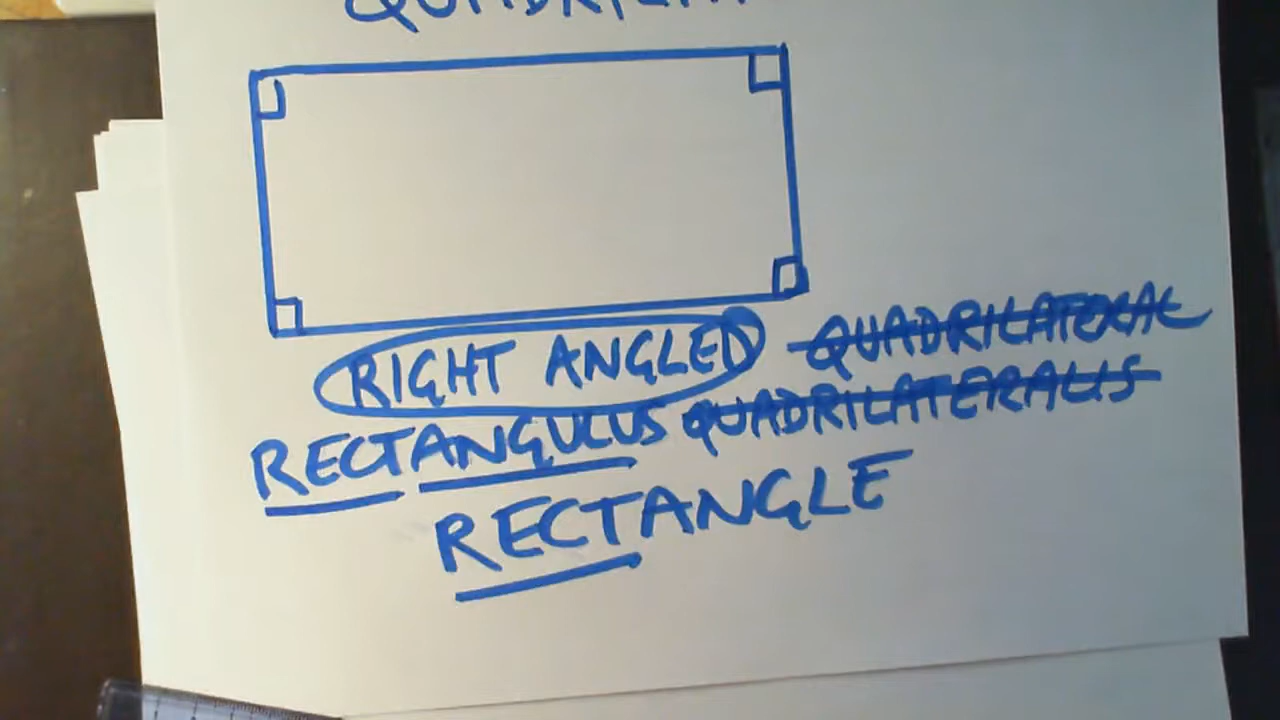 RIGHT ANGLED QUADRILATERAL
RECTANGULUS QUADRILATERALIS
RECTANGLE